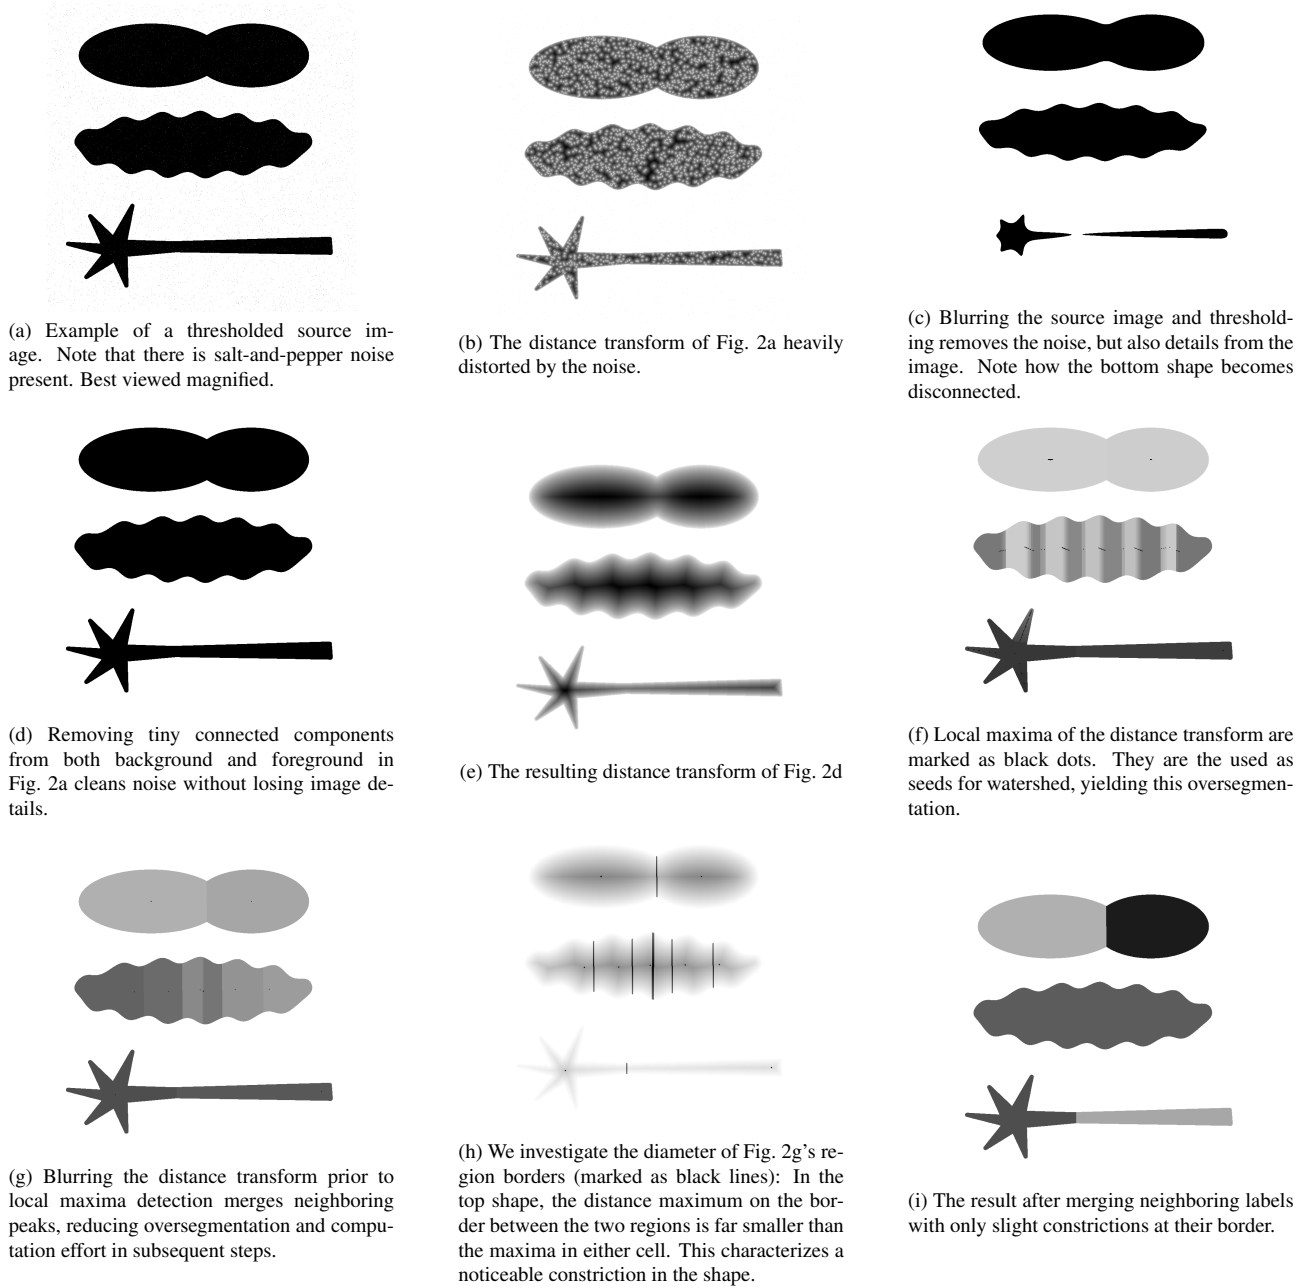 (a) Example of a thresholded source im-
age. Note that there is salt-and-pepper noise
present. Best viewed magnified.
(b) The distance transform of Fig. 2a heavily
distorted by the noise.
(c) Blurring the source image and threshold-
ing removes the noise, but also details from the
image. Note how the bottom shape becomes
disconnected.
(d) Removing tiny connected components
from both background and foreground in
Fig. 2a cleans noise without losing image de-
tails.
(e) The resulting distance transform of Fig. 2d
(f) Local maxima of the distance transform are
marked as black dots. They are the used as
seeds for watershed, yielding this oversegmen-
tation.
(g) Blurring the distance transform prior to
local maxima detection merges neighboring
peaks, reducing oversegmentation and compu-
tation effort in subsequent steps.
(h) We investigate the diameter of Fig. 2g's re-
gion borders (marked as black lines): In the
top shape, the distance maximum on the bor-
der between the two regions is far smaller than
the maxima in either cell. This characterizes a
noticeable constriction in the shape.
(i) The result after merging neighboring labels
with only slight constrictions at their border.